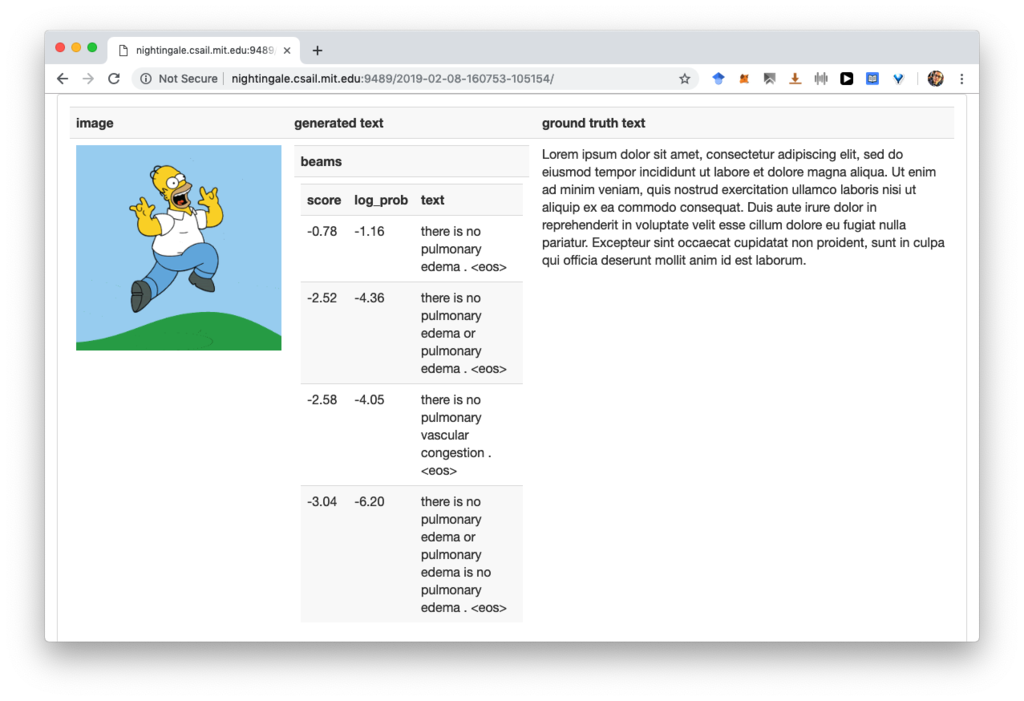 nightingale.csail.mit.edu:9489
Not Secure nightingale.csail.mit.edu:9489/2019-02-08-160753-105154/
image generated text ground truth text
beams
score log_prob text
-0.78 -1.16 there is no
pulmonary
edema . <eos>
-2.52 -4.36 there is no
pulmonary
edema or
pulmonary
edema . <eos>
-2.58 -4.05 there is no
pulmonary
vascular
congestion .
<eos>
-3.04 -6.20 there is no
pulmonary
edema or
pulmonary
edema is no
pulmonary
edema . <eos>
Lorem ipsum dolor sit amet, consectetur adipiscing elit, sed do
eiusmod tempor incididunt ut labore et dolore magna aliqua. Ut enim
ad minim veniam, quis nostrud exercitation ullamco laboris nisi ut
aliquip ex ea commodo consequat. Duis aute irure dolor in
reprehenderit in voluptate velit esse cillum dolore eu fugiat nulla
pariatur. Excepteur sint occaecat cupidatat non proident, sunt in culpa
qui officia deserunt mollit anim id est laborum.